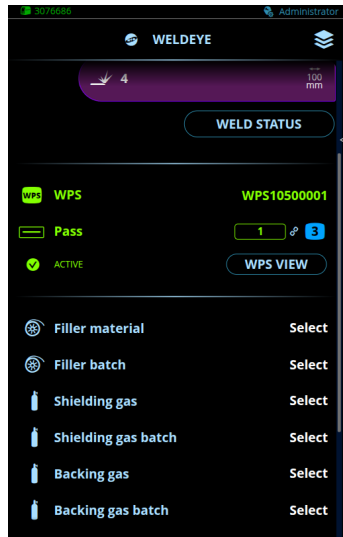 3076686 Administrator
WELDEYE
4 100
mm
WELD STATUS
WPS WPS WPS10500001
Pass 1 3
ACTIVE WPS VIEW
Filler material Select
Filler batch Select
Shielding gas Select
Shielding gas batch Select
Backing gas Select
Backing gas batch Select